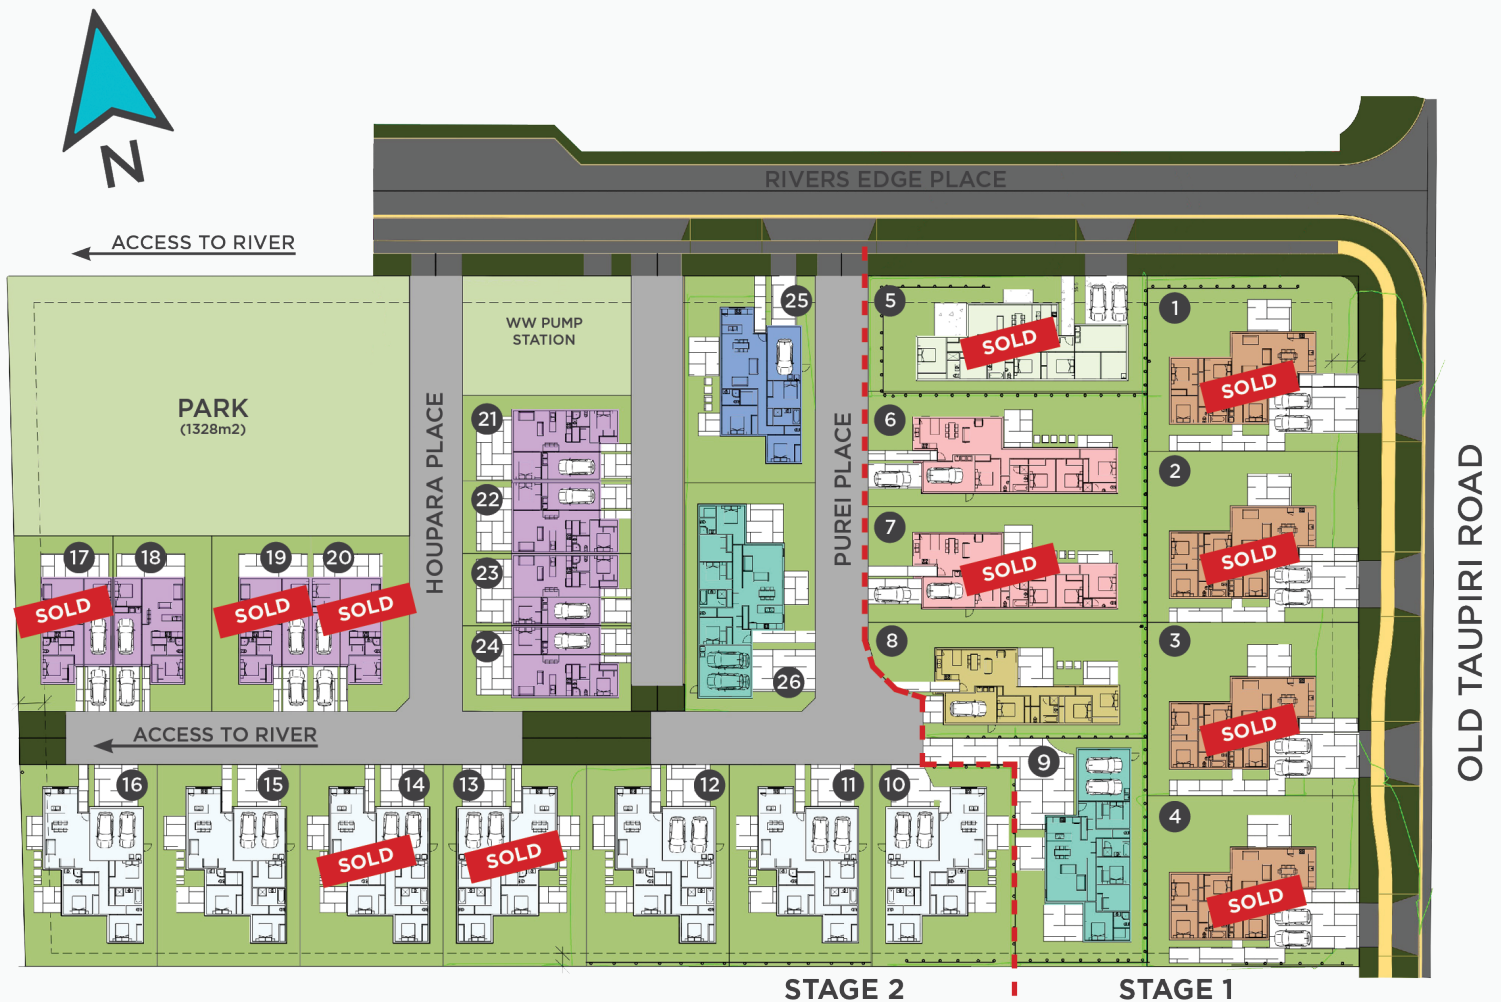 N
RIVERS EDGE PLACE
ACCESS TO RIVER
25
5
1
WW PUMP
STATION
SOLD
SOLD
PARK
(1328m2)
HOUPARA PLACE
21
PUREI PLACE
6
2
OLD TAUPIRI ROAD
22
7
SOLD
SOLD
17
18
19
20
23
SOLD
SOLD
SOLD
24
8
3
26
SOLD
ACCESS TO RIVER
9
16
15
14
13
12
11
10
4
SOLD
SOLD
SOLD
STAGE 2
STAGE 1